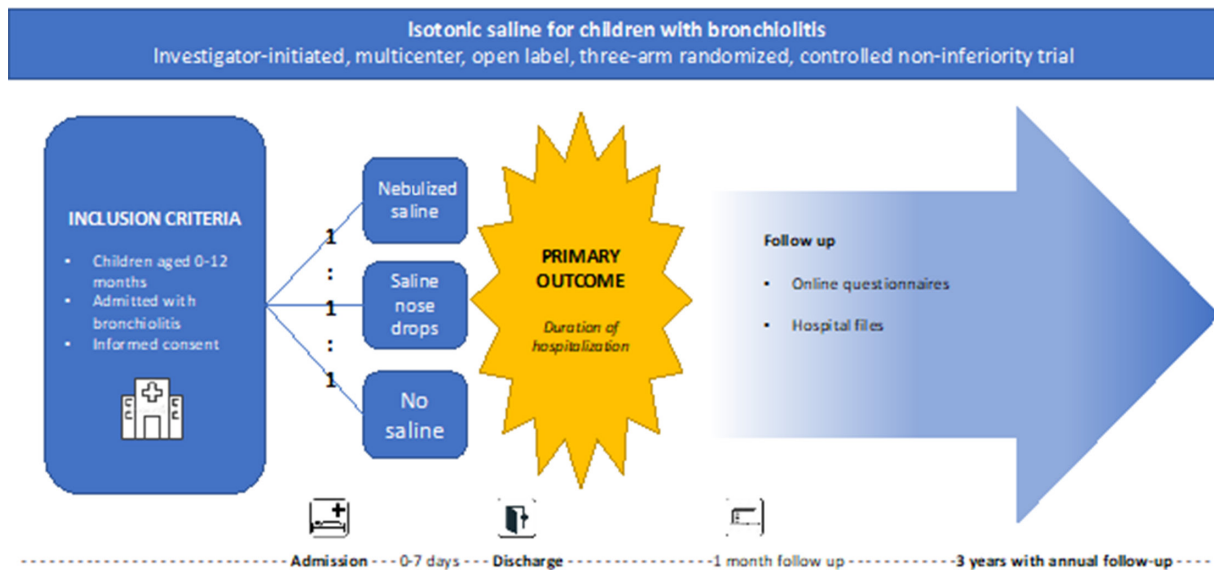 Isotonic saline for children with bronchiolitis
Investigator-initiated, multicenter, open label, three-arm randomized, controlled non-inferiority trial
INCLUSION CRITERIA
• Children aged 0-12
months
• Admitted with
bronchiolitis
• Informed consent
1
:
1
:
1
Nebulized
saline
Saline
nose
drops
No
saline
PRIMARY
OUTCOME
Duration of
hospitalization
Follow up
• Online questionnaires
• Hospital files
Admission --- 0-7 days -- Discharge ---------------- 1 month follow up ------------ 3 years with annual follow-up -----